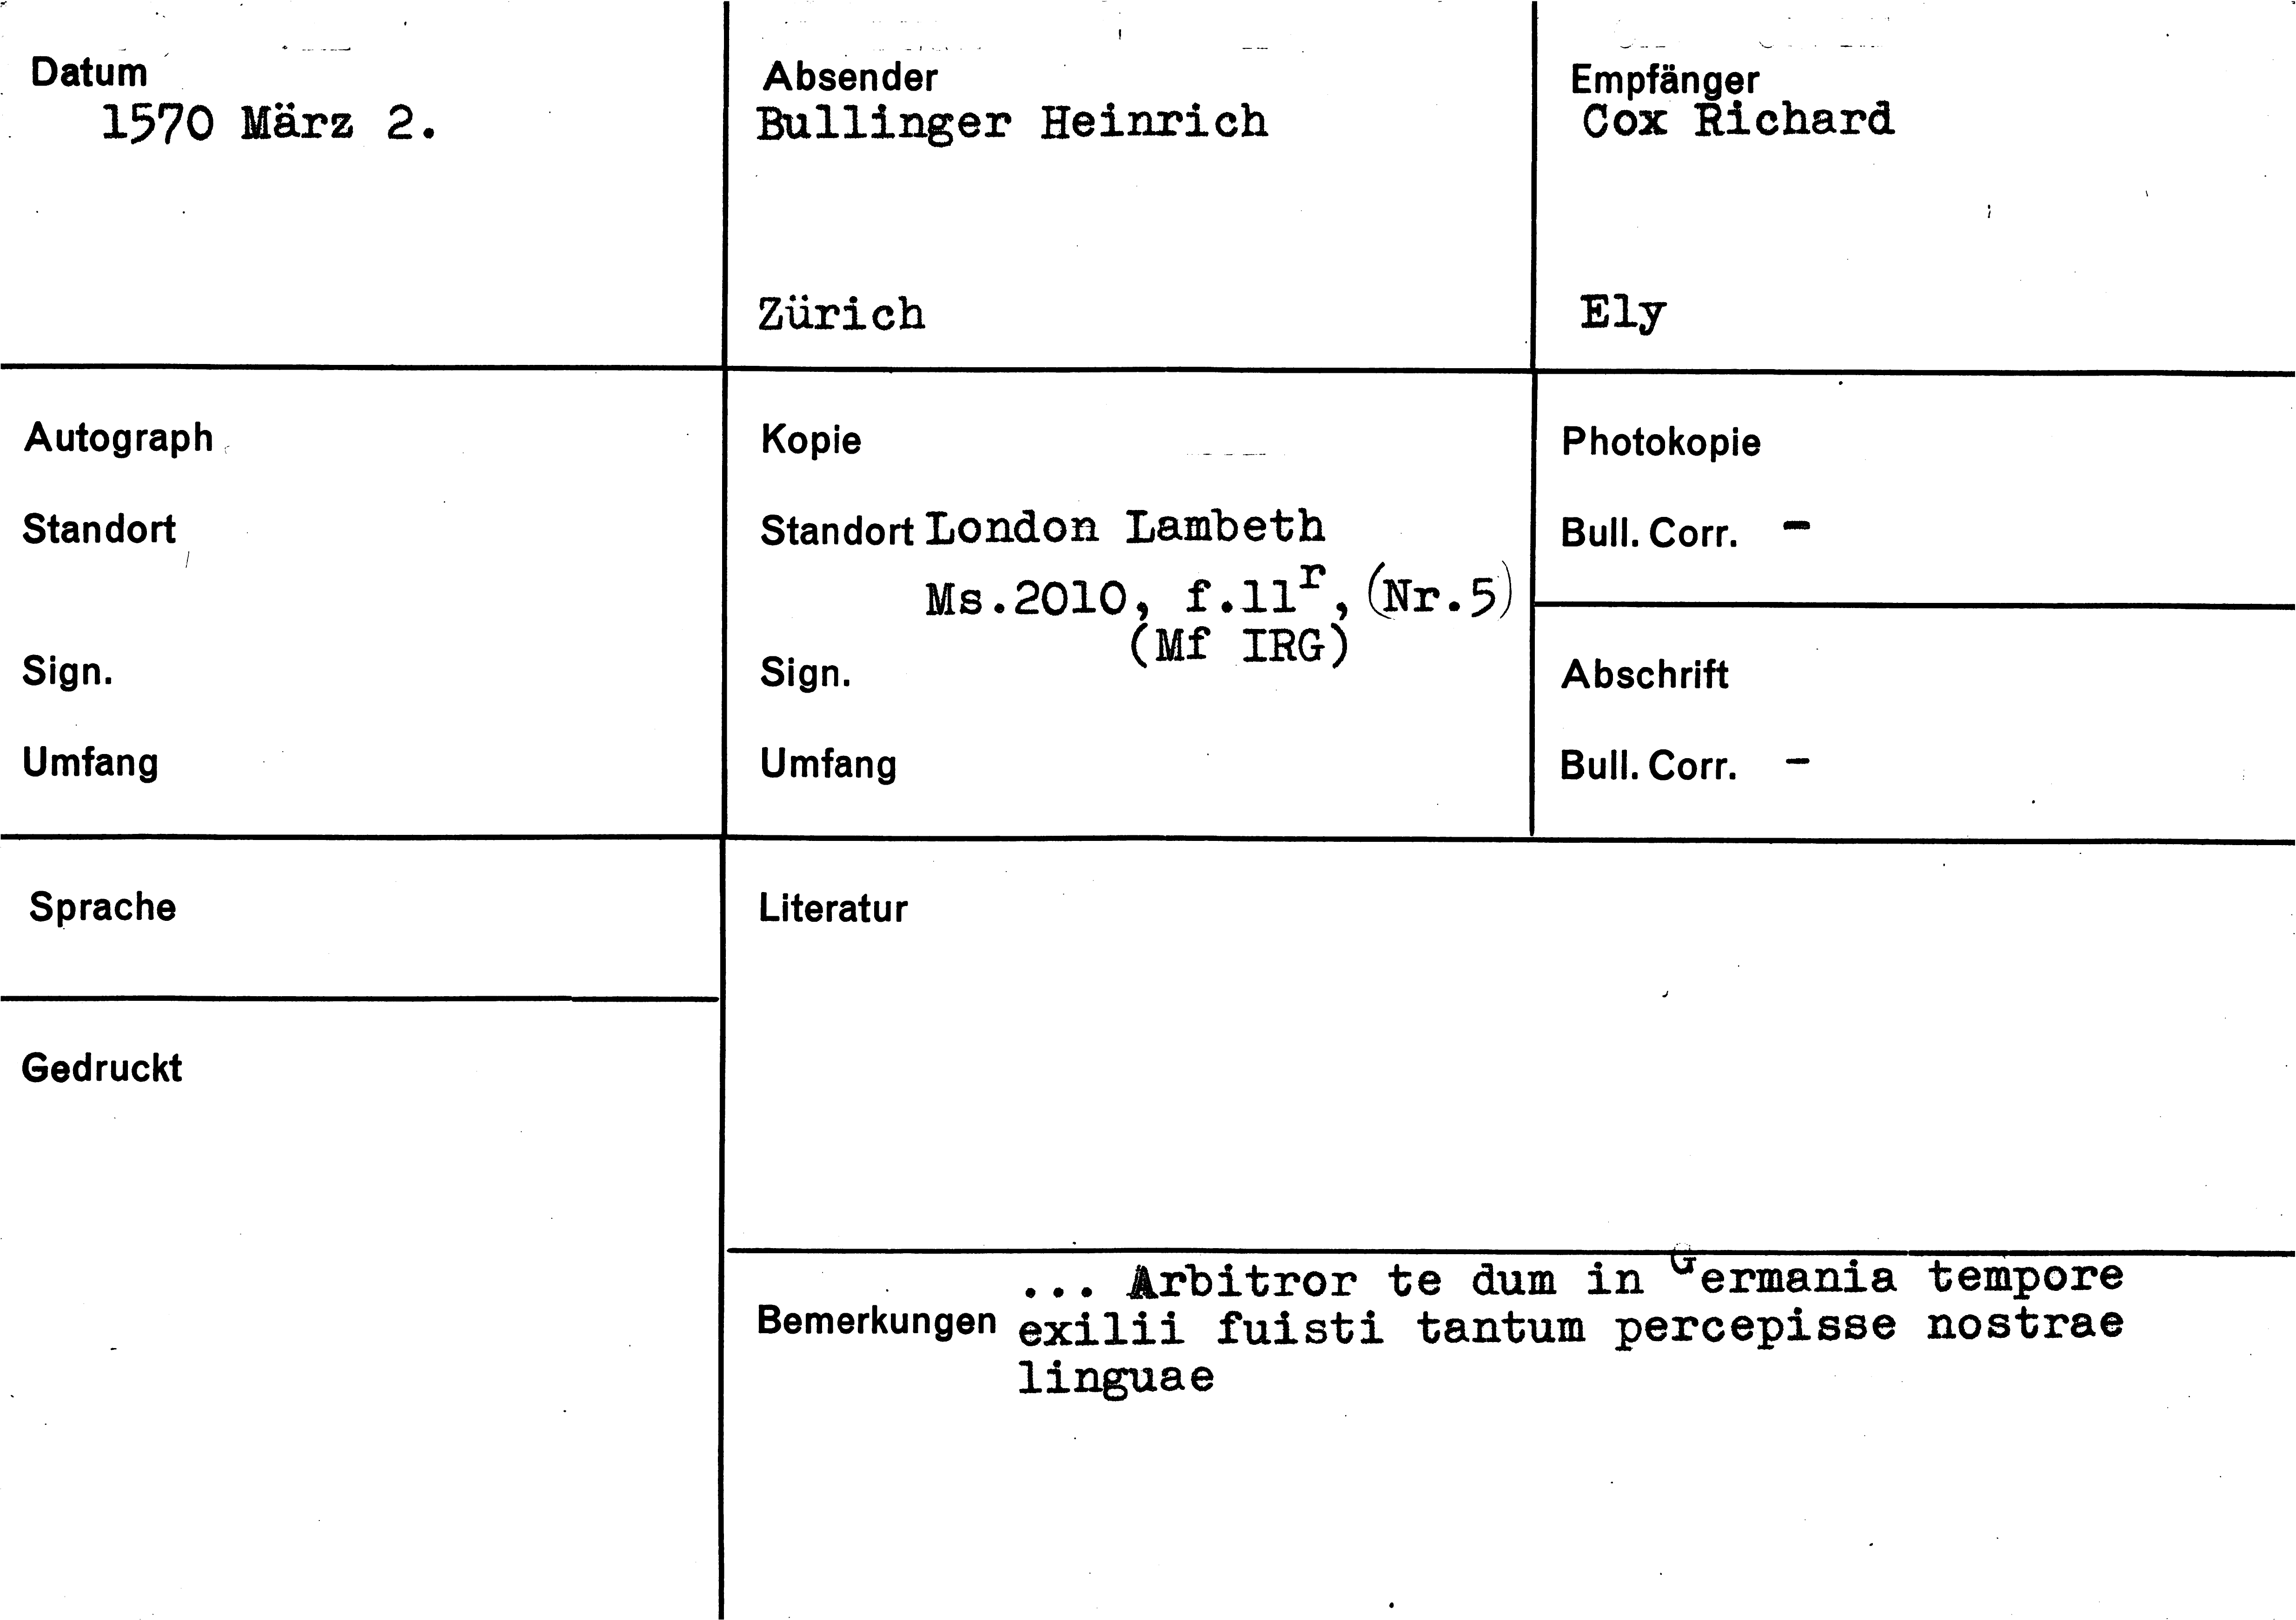 Datum
1570 März 2.
Absender
Bullinger Heinrich
Zürich
Empfänger
Cox Richard
Ely
Autograph
Standort
Sign.
Umfang
Kopie
Standort London Lambeth
Ms.2010, f.11r, (Nr.5)
(Mf IRG)
Sign.
Umfang
Photokopie
Bull. Corr. -
Abschrift
Bull. Corr. -
Sprache
Literatur
Gedruckt
Bemerkungen
... Arbitror te dum in Germania tempore
exilii fuisti tantum percepisse nostrae
linguae